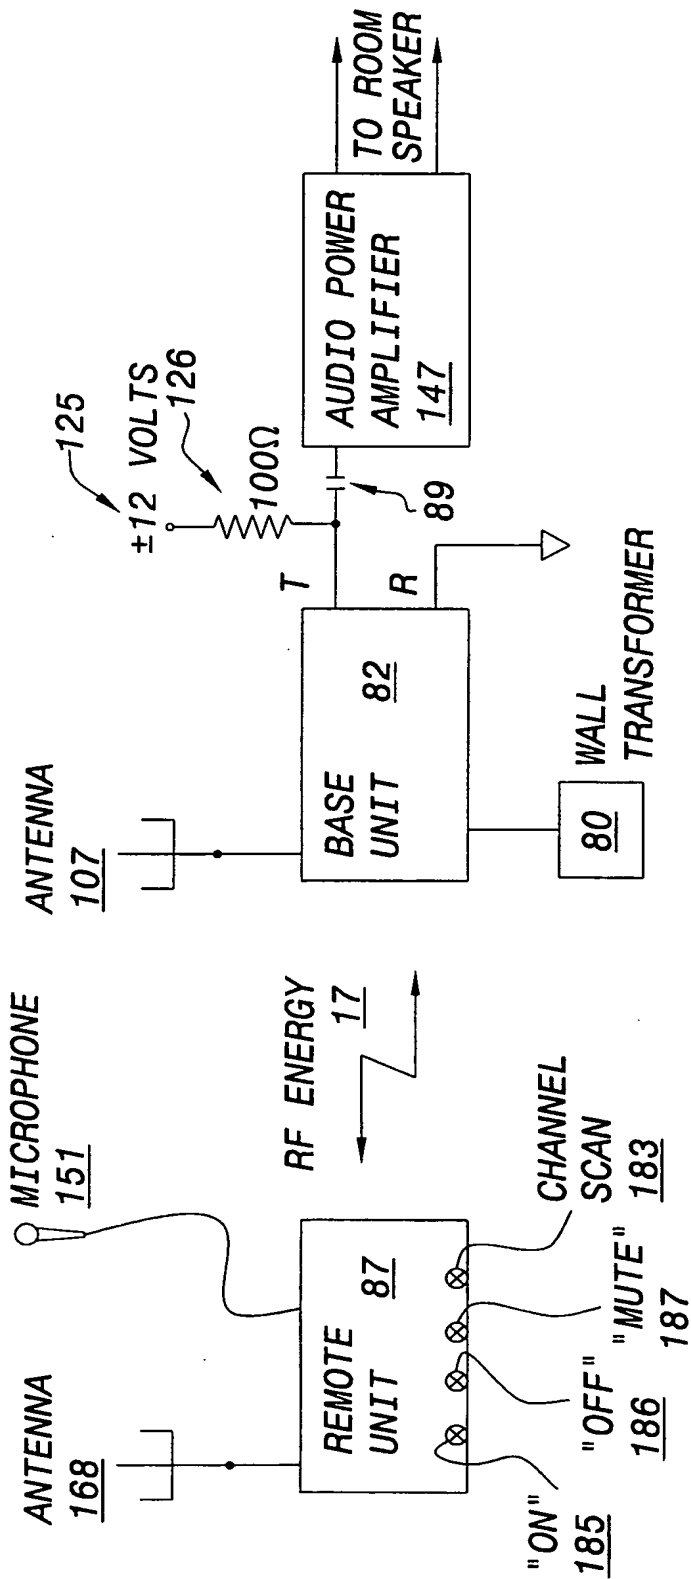 ANTENNA
168
MICROPHONE
151
REMOTE
UNIT
87
"ON"
185
"OFF"
186
"MUTE"
187
CHANNEL
SCAN
183
RF ENERGY
17
ANTENNA
107
BASE
UNIT
82
80
WALL
TRANSFORMER
T
R
125
±12 VOLTS
126
100Ω
89
AUDIO POWER
AMPLIFIER
147
TO ROOM
SPEAKER